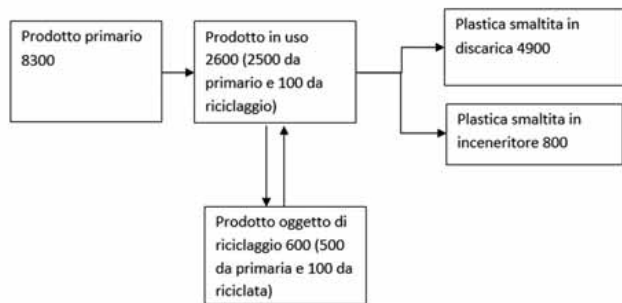 Prodotto primario
8300
Prodotto in uso
2600 (2500 da
primario e 100 da
riciclaggio)
Plastica smaltita in
discarica 4900
Plastica smaltita in
inceneritore 800
Prodotto oggetto di
riciclaggio 600 (500
da primaria e 100 da
riciclata)